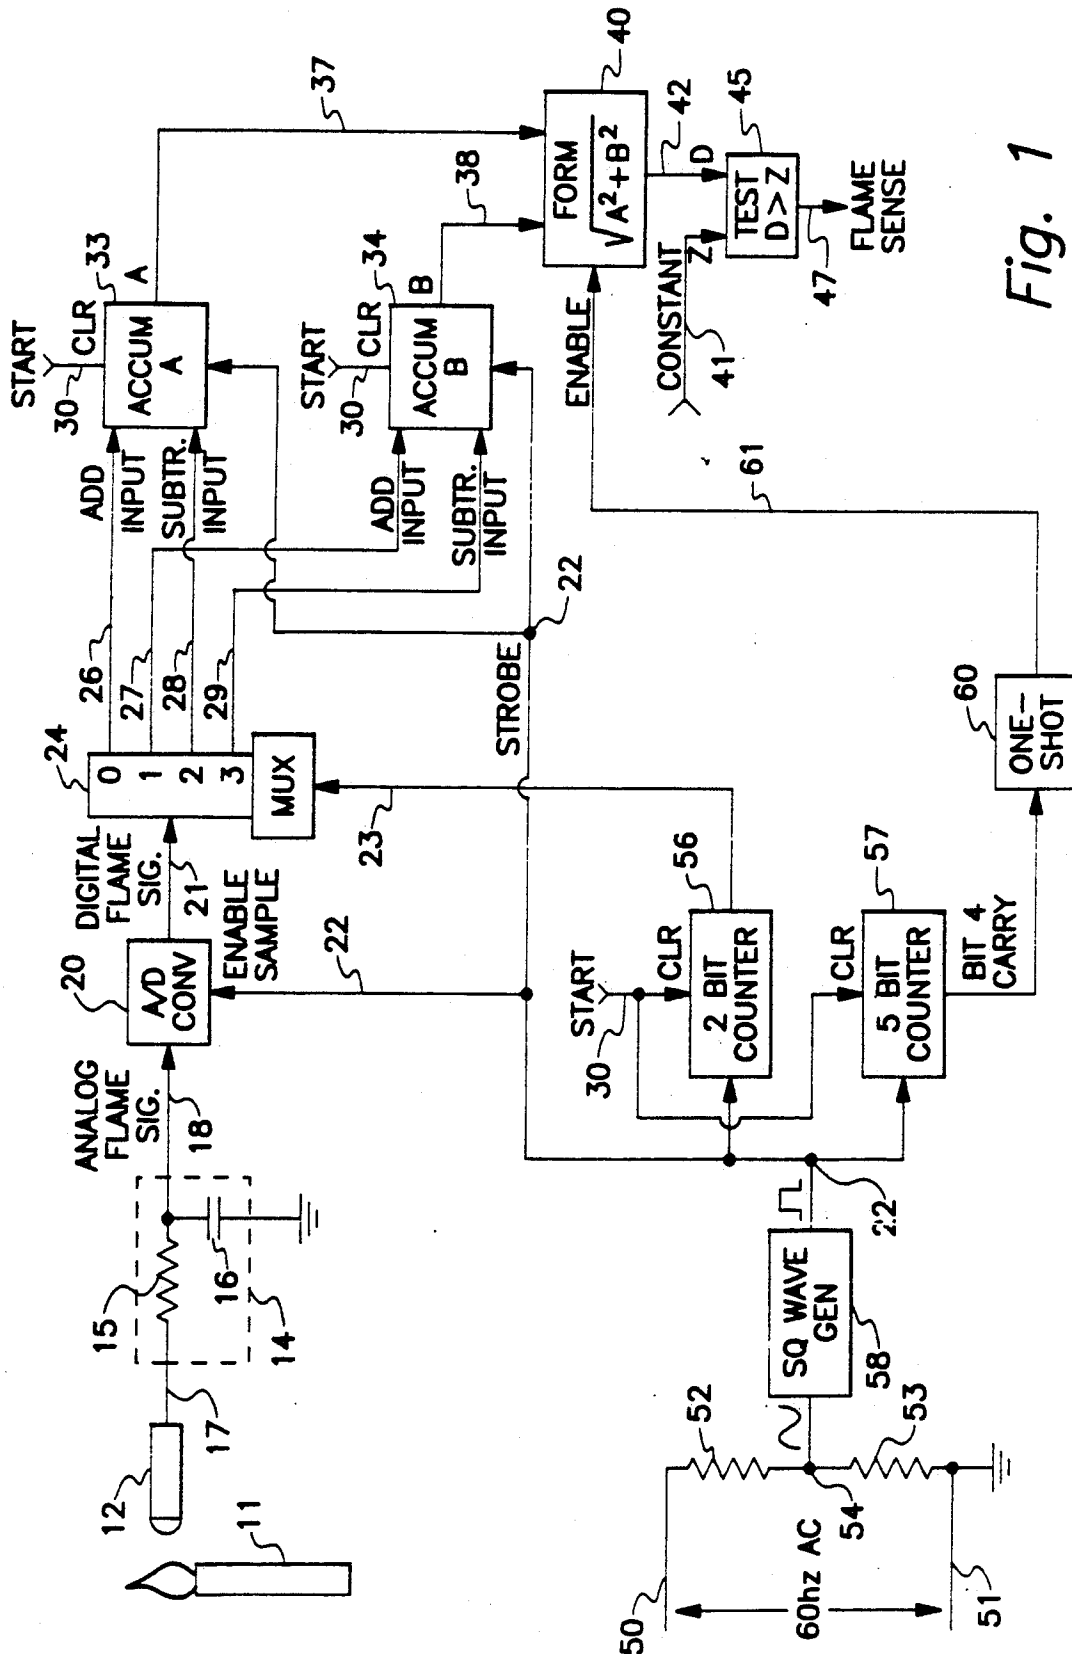 START
30
CLR
33
A
ACCUM
A
37
ADD
INPUT
SUBTR.
INPUT
26
27
28
29
24
0
1
2
3
MUX
DIGITAL
FLAME
SIG.
21
20
A/D
CONV
ENABLE
SAMPLE
22
ANALOG
FLAME
SIG.
18
15
16
14
17
12
11
START
30
CLR
34
B
ACCUM
B
38
ADD
INPUT
SUBTR.
INPUT
22
STROBE
23
40
FORM
√A²+B²
42
D
45
TEST
D>Z
Z
CONSTANT
41
47
FLAME
SENSE
ENABLE
61
60
ONE-
SHOT
START
30
CLR
56
2 BIT
COUNTER
CLR
57
5 BIT
COUNTER
BIT 4
CARRY
22
SQ WAVE
GEN
58
52
53
54
50
60hz AC
51
Fig. 1